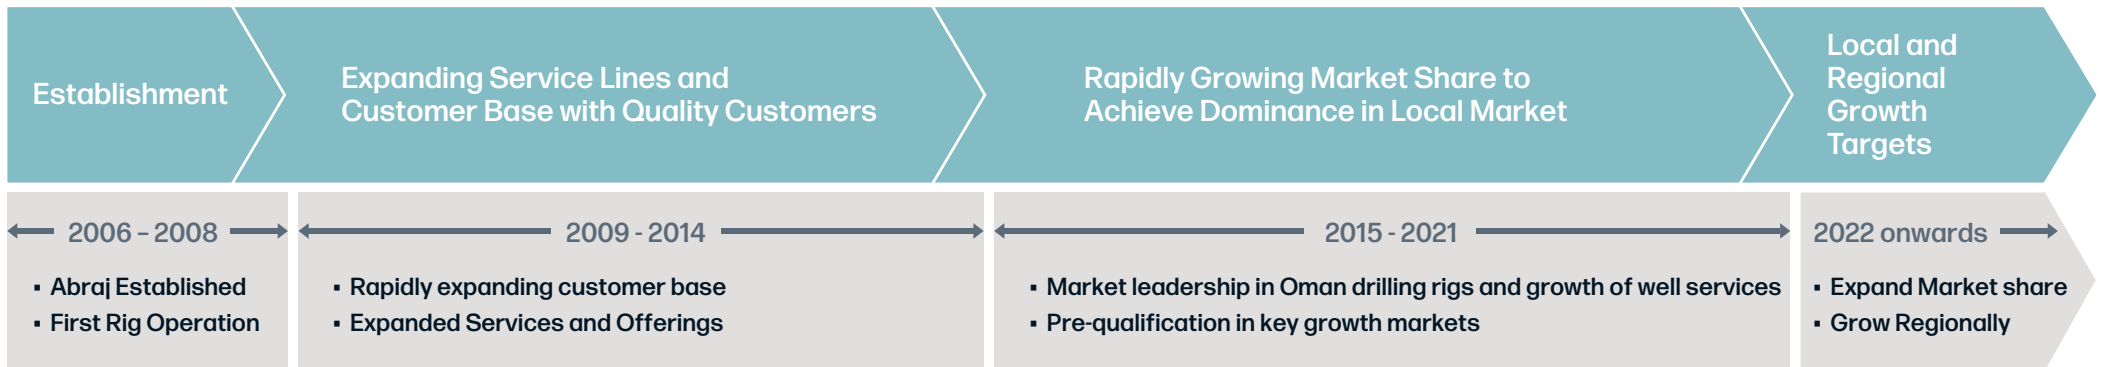 Establishment
Expanding Service Lines and
Customer Base with Quality Customers
Rapidly Growing Market Share to
Achieve Dominance in Local Market
Local and
Regional
Growth
Targets
2006 – 2008
▪ Abraj Established
▪ First Rig Operation
2009 - 2014
▪ Rapidly expanding customer base
▪ Expanded Services and Offerings
2015 - 2021
▪ Market leadership in Oman drilling rigs and growth of well services
▪ Pre-qualification in key growth markets
2022 onwards
▪ Expand Market share
▪ Grow Regionally